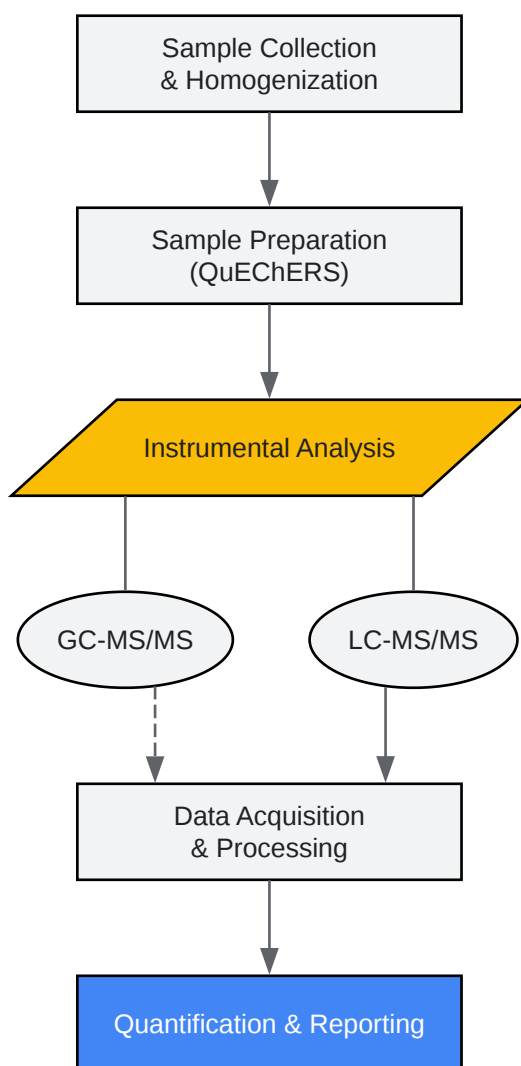 Sample Collection
& Homogenization
Sample Preparation
(QuEChERS)
Instrumental Analysis
GC-MS/MS
LC-MS/MS
Data Acquisition
& Processing
Quantification & Reporting